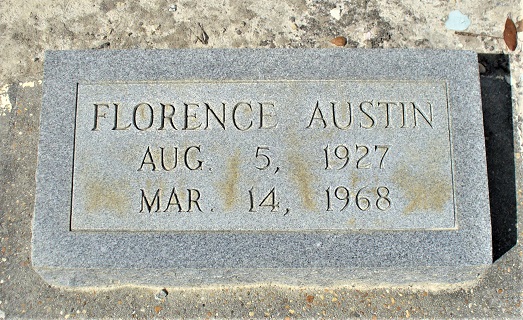 FLORENCE AUSTIN
AUG. 5, 1927
MAR. 14, 1968